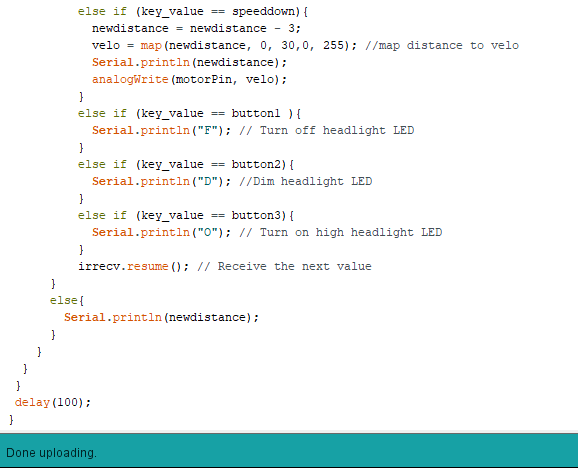 else if (key_value == speeddown){
newdistance = newdistance - 3;
velo = map(newdistance, 0, 30,0, 255); //map distance to velo
Serial.println(newdistance);
analogWrite(motorPin, velo);
}
else if (key_value == button1 ){
Serial.println("F"); // Turn off headlight LED
}
else if (key_value == button2){
Serial.println("D"); //Dim headlight LED
}
else if (key_value == button3){
Serial.println("O"); // Turn on high headlight LED
}
irrecv.resume(); // Receive the next value
}
else{
Serial.println(newdistance);
}
}
}
}
delay(100);
}
Done uploading.